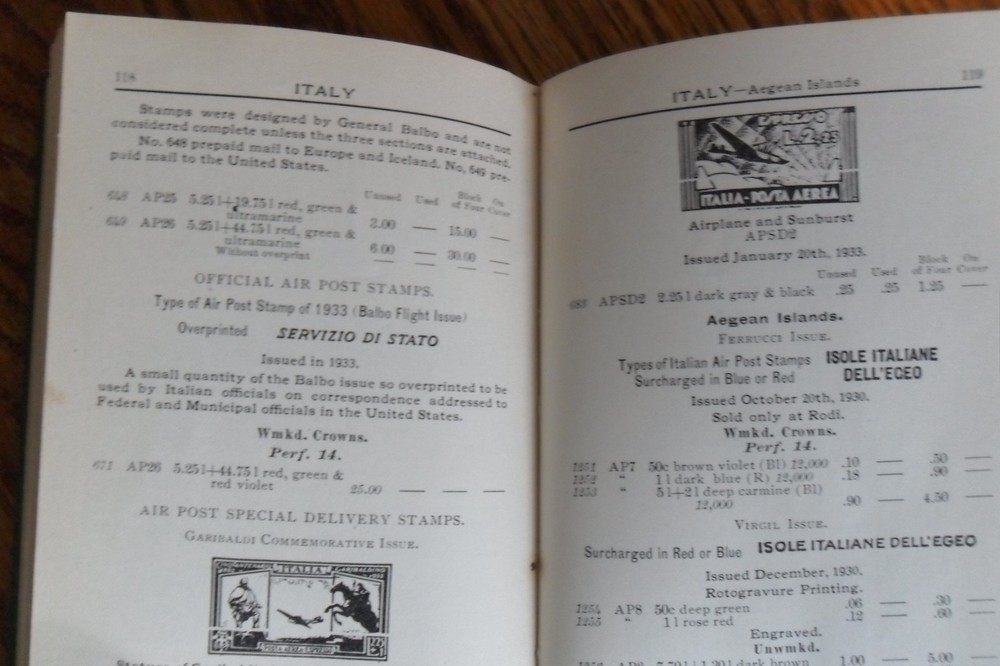 118
ITALY
Stamps were designed by General Balbo and are not
considered complete unless the three sections are attached.
No. 648 prepaid mail to Europe and Iceland. No. 649 pre-
paid mail to the United States.
Unused Used Block of Four On Cover
658 AP25 5.25 l+19.75 l red, green &
ultramarine 2.00 — 15.00 —
659 AP26 5.25 l+44.75 l red, green &
ultramarine 6.00 — 30.00 —
Without overprint — — — —
OFFICIAL AIR POST STAMPS.
Type of Air Post Stamp of 1933 (Balbo Flight Issue)
Overprinted SERVIZIO DI STATO
Issued in 1933.
A small quantity of the Balbo issue so overprinted to be
used by Italian officials on correspondence addressed to
Federal and Municipal officials in the United States.
Wmkd. Crowns.
Perf. 14.
671 AP26 5.25 l+44.75 l red, green &
red violet 25.00 — — —
AIR POST SPECIAL DELIVERY STAMPS.
GARIBALDI COMMEMORATIVE ISSUE.
ITALIA
POSTA AEREA ESPRESSO
119
ITALY—Aegean Islands
ESPRESSO
L.2,25
ITALIA-POSTA AEREA
Airplane and Sunburst
APSD2
Issued January 20th, 1933.
Unused Used Block of Four On Cover
683 APSD2 2.25 l dark gray & black .25 .25 1.25 —
Aegean Islands.
FERRUCCI ISSUE.
Types of Italian Air Post Stamps ISOLE ITALIANE
Surcharged in Blue or Red DELL'EGEO
Issued October 20th, 1930.
Sold only at Rodi.
Wmkd. Crowns.
Perf. 14.
1251 AP7 50c brown violet (Bl) 12,000 .10 — .50 —
1252 " 1 l dark blue (R) 12,000 .18 — .90 —
1253 " 5 l+2 l deep carmine (Bl)
12,000 .90 — 4.50 —
VIRGIL ISSUE.
Surcharged in Red or Blue ISOLE ITALIANE DELL'EGEO
Issued December, 1930.
Rotogravure Printing.
1254 AP8 50c deep green .06 — .30 —
1255 " 1 l rose red .12 — .60 —
Engraved.
Unwmkd.
dark brown 1.00 — 5.00